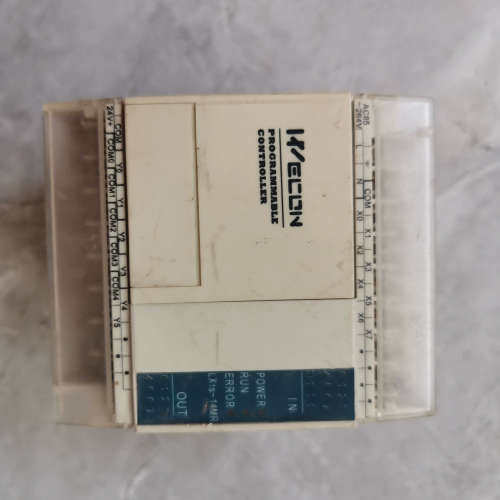 WECON
PROGRAMMABLE
CONTROLLER
AC85
~264V
L
N
COM
X0
X1
X2
X3
X4
X5
X6
X7
24V+
COM
COM0
Y0
COM1
Y1
COM2
Y2
COM3
Y3
COM4
Y4
Y5
IN
POWER
RUN
ERROR
LX1s-14MR
OUT